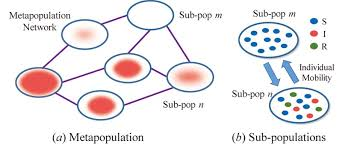 Metapopulation
Network
Sub-pop m
Sub-pop n
(a) Metapopulation
Sub-pop m
S
I
R
Individual
Mobility
Sub-pop n
(b) Sub-populations